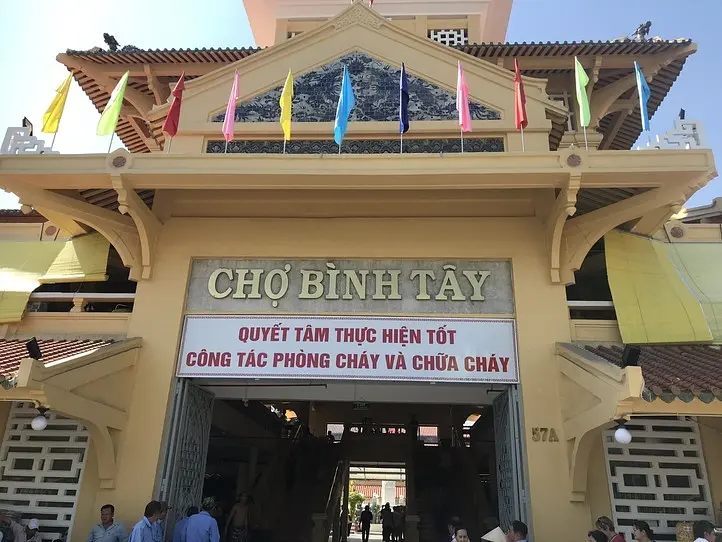 CHỢ BÌNH TÂY
QUYẾT TÂM THỰC HIỆN TỐT
CÔNG TÁC PHÒNG CHÁY VÀ CHỮA CHÁY
57A